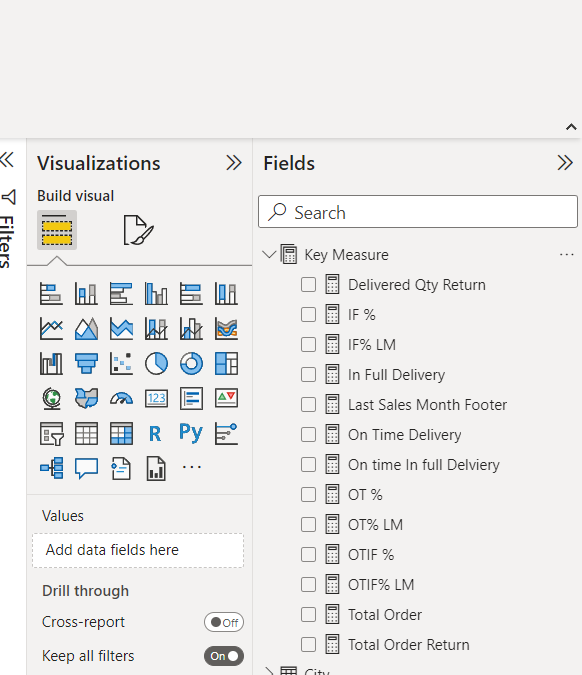 Filters
Visualizations
Build visual
123
R
Py
Values
Add data fields here
Drill through
Cross-report
Off
Keep all filters
On
Fields
Search
Key Measure
Delivered Qty Return
IF %
IF% LM
In Full Delivery
Last Sales Month Footer
On Time Delivery
On time In full Delviery
OT %
OT% LM
OTIF %
OTIF% LM
Total Order
Total Order Return
City